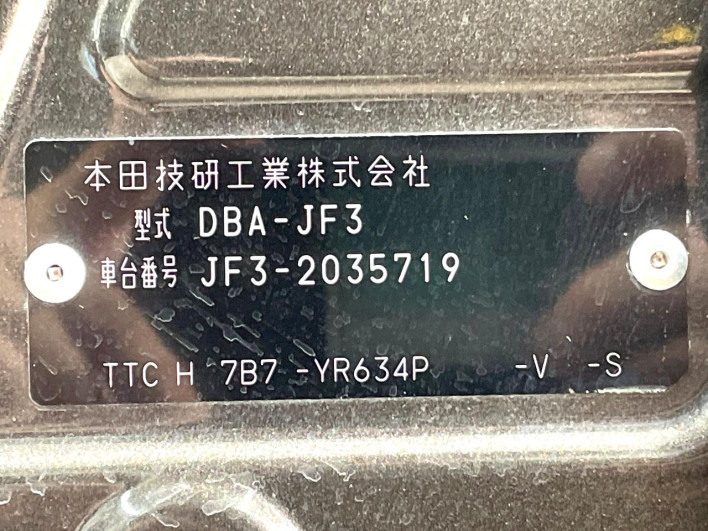 本田技研工業株式会社
型式 DBA-JF3
車台番号 JF3-2035719
TTC H 7B7 -YR634P -V -S